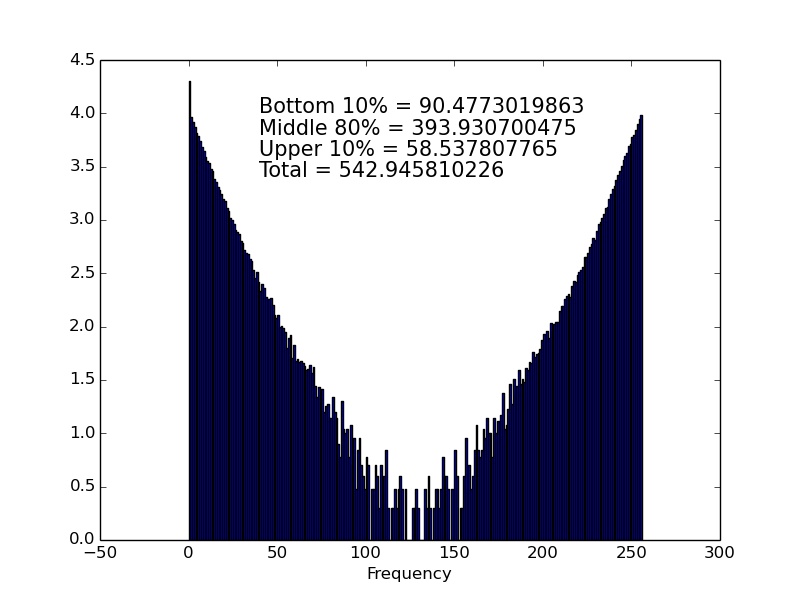 4.5
4.0
3.5
3.0
2.5
2.0
1.5
1.0
0.5
0.0
Bottom 10% = 90.4773019863
Middle 80% = 393.930700475
Upper 10% = 58.537807765
Total = 542.945810226
−50 0 50 100 150 200 250 300
Frequency